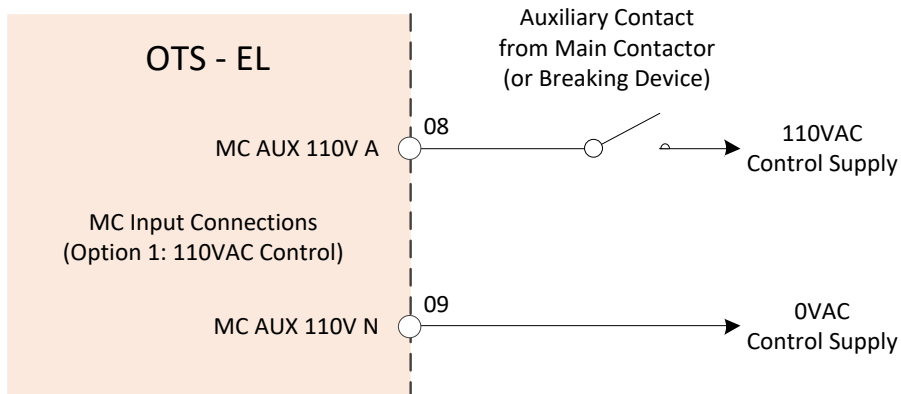 Auxiliary Contact
from Main Contactor
(or Breaking Device)
OTS - EL
08
MC AUX 110V A
110VAC
Control Supply
MC Input Connections
(Option 1: 110VAC Control)
09
MC AUX 110V N
0VAC
Control Supply